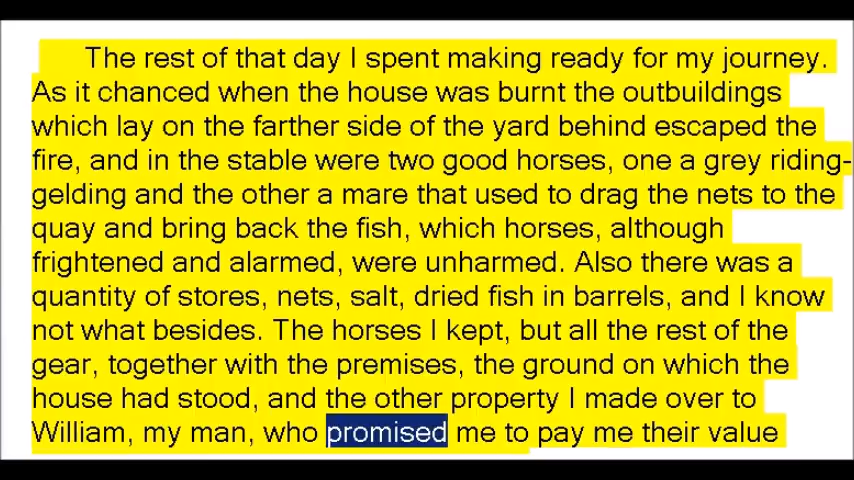 The rest of that day I spent making ready for my journey.
As it chanced when the house was burnt the outbuildings
which lay on the farther side of the yard behind escaped the
fire, and in the stable were two good horses, one a grey riding-
gelding and the other a mare that used to drag the nets to the
quay and bring back the fish, which horses, although
frightened and alarmed, were unharmed. Also there was a
quantity of stores, nets, salt, dried fish in barrels, and I know
not what besides. The horses I kept, but all the rest of the
gear, together with the premises, the ground on which the
house had stood, and the other property I made over to
William, my man, who promised me to pay me their value